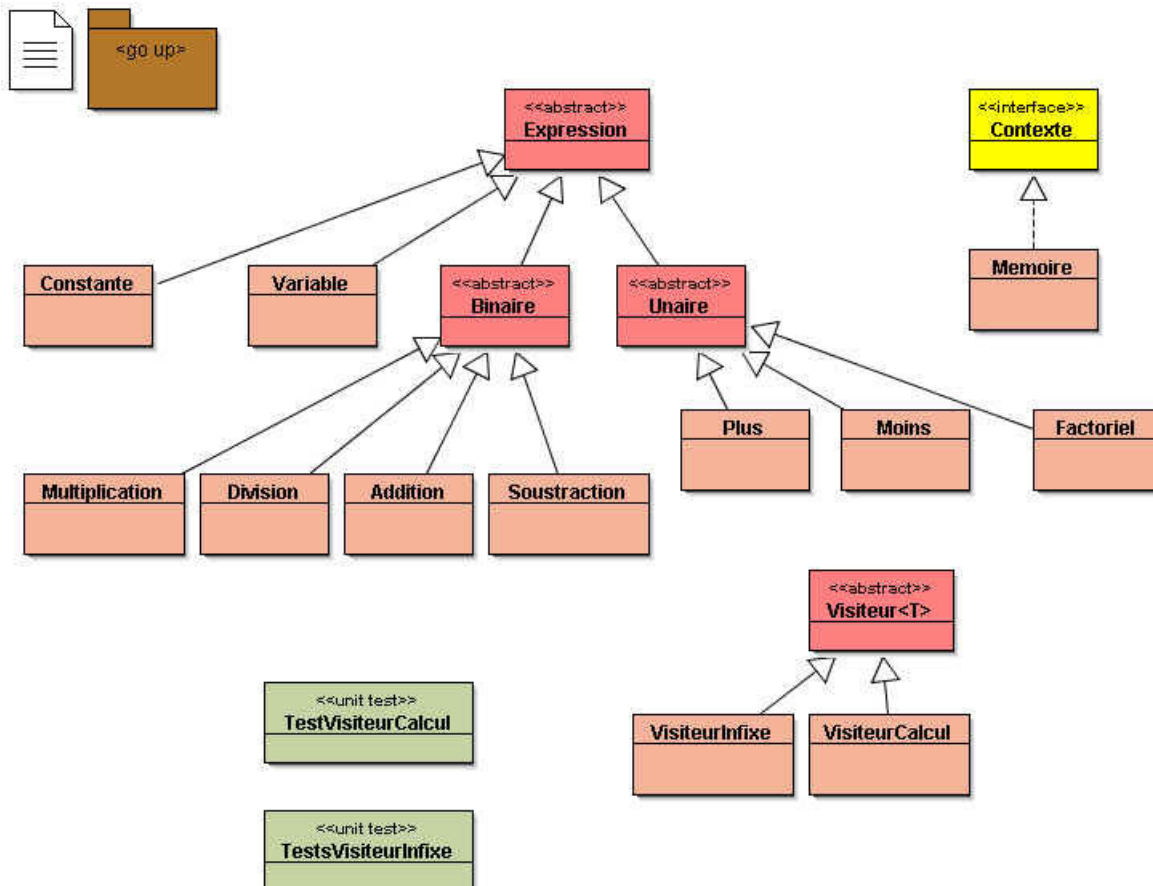 <go up>
<<abstract>>
Expression
<<interface>>
Contexte
Constante
Variable
<<abstract>>
Binaire
<<abstract>>
Unaire
Memoire
Plus
Moins
Factoriel
Multiplication
Division
Addition
Soustraction
<<abstract>>
Visiteur<T>
<<unit test>>
TestVisiteurCalcul
VisiteurInfixe
VisiteurCalcul
<<unit test>>
TestsVisiteurInfixe